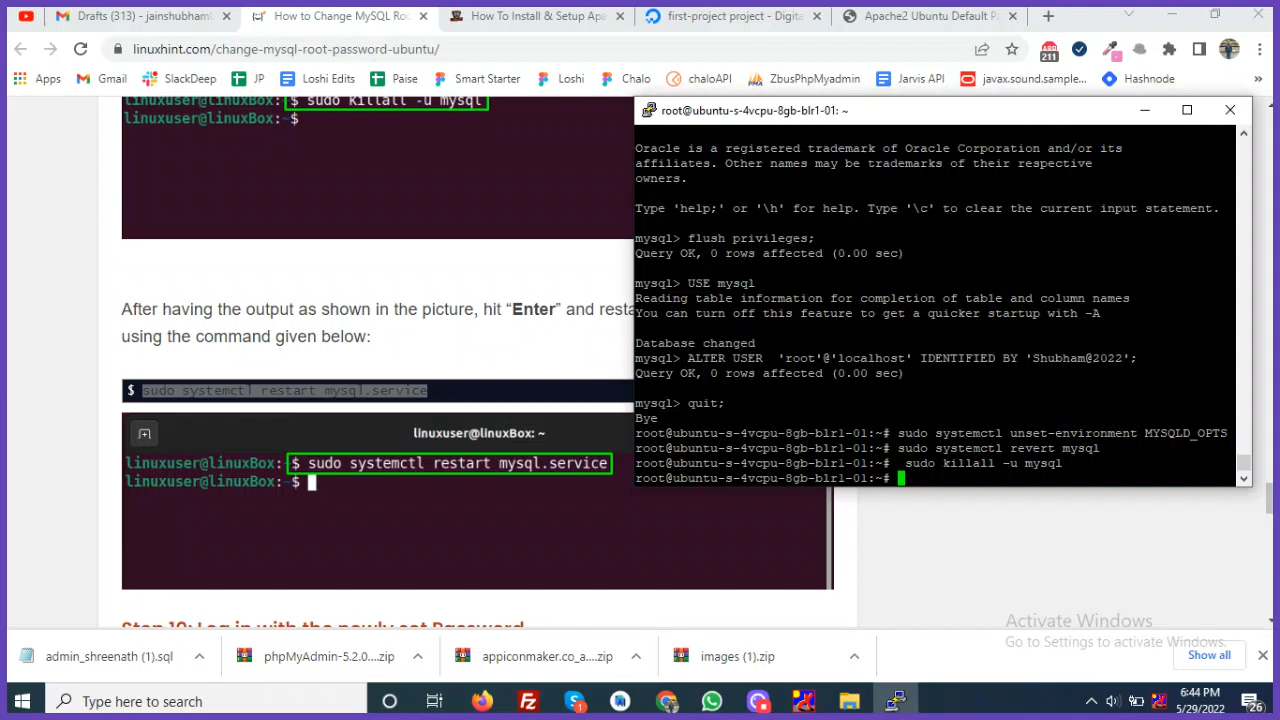 Drafts (313) - jainshubham
How to Change MySQL Roo
How To Install & Setup Apa
first-project project - Digita
Apache2 Ubuntu Default Pa
linuxhint.com/change-mysql-root-password-ubuntu/
211
Apps
Gmail
SlackDeep
JP
Loshi Edits
Paise
Smart Starter
Loshi
Chalo
chaloAPI
ZbusPhpMyadmin
Jarvis API
javax.sound.sample...
Hashnode
»
linuxuser@linuxBox:~$ sudo killall -u mysql
linuxuser@linuxBox:~$
After having the output as shown in the picture, hit “Enter” and resta
using the command given below:
$ sudo systemctl restart mysql.service
linuxuser@linuxBox: ~
linuxuser@linuxBox:~$ sudo systemctl restart mysql.service
linuxuser@linuxBox:~$
Step 10: Log in with the newly set Password
root@ubuntu-s-4vcpu-8gb-blr1-01: ~
Oracle is a registered trademark of Oracle Corporation and/or its
affiliates. Other names may be trademarks of their respective
owners.
Type 'help;' or '\h' for help. Type '\c' to clear the current input statement.
mysql> flush privileges;
Query OK, 0 rows affected (0.00 sec)
mysql> USE mysql
Reading table information for completion of table and column names
You can turn off this feature to get a quicker startup with -A
Database changed
mysql> ALTER USER  'root'@'localhost' IDENTIFIED BY 'Shubham@2022';
Query OK, 0 rows affected (0.00 sec)
mysql> quit;
Bye
root@ubuntu-s-4vcpu-8gb-blr1-01:~# sudo systemctl unset-environment MYSQLD_OPTS
root@ubuntu-s-4vcpu-8gb-blr1-01:~# sudo systemctl revert mysql
root@ubuntu-s-4vcpu-8gb-blr1-01:~#  sudo killall -u mysql
root@ubuntu-s-4vcpu-8gb-blr1-01:~#
Activate Windows
Go to Settings to activate Windows.
admin_shreenath (1).sql
phpMyAdmin-5.2.0....zip
appiconmaker.co_a...zip
images (1).zip
Show all
Type here to search
1
6:44 PM
5/29/2022
26